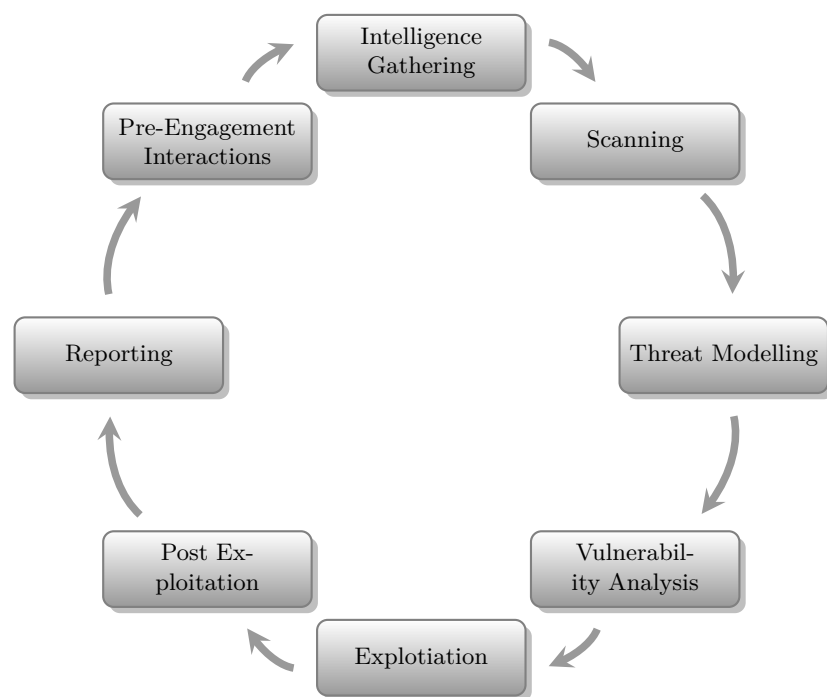 Intelligence
Gathering
Pre-Engagement
Interactions
Scanning
Reporting
Threat Modelling
Post Ex-
ploitation
Vulnerabil-
ity Analysis
Explotiation